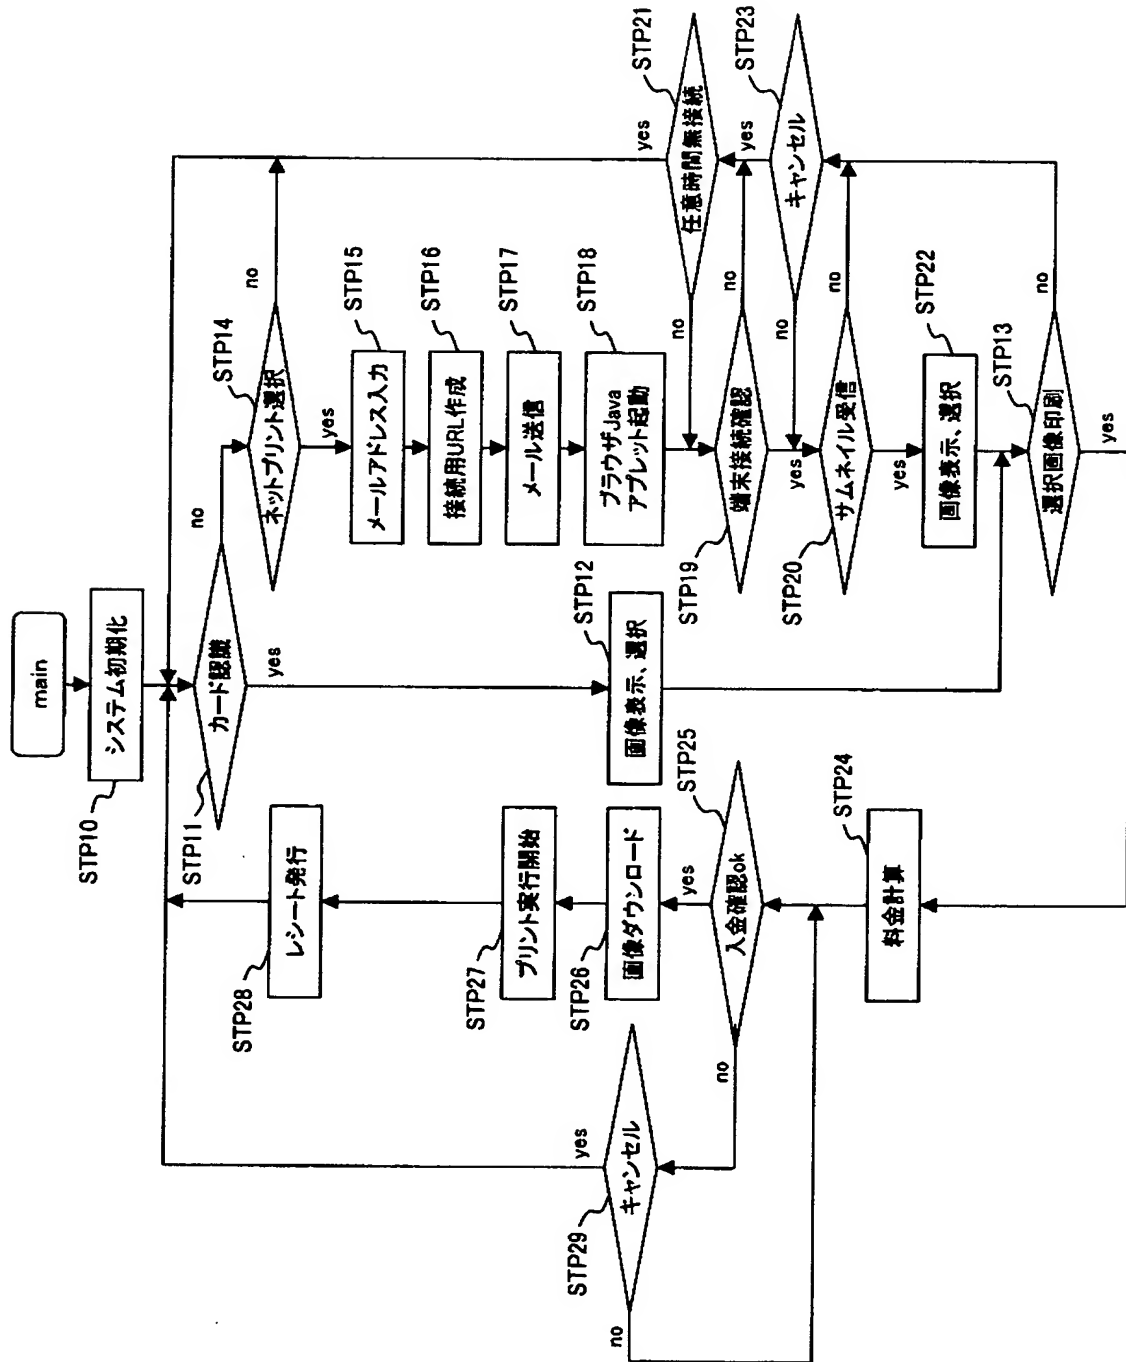 main
システム初期化
STP10
カード認識
STP11
yes
no
ネットプリント選択
STP14
no
yes
メールアドレス入力
STP15
接続用URL作成
STP16
メール送信
STP17
ブラウザJava
アプレット起動
STP18
端末接続確認
STP19
no
yes
任意時間無接続
STP21
yes
no
サムネイル受信
STP20
no
yes
キャンセル
STP23
yes
no
画像表示、選択
STP22
画像表示、選択
STP12
選択画像印刷
STP13
no
yes
料金計算
STP24
入金確認ok
STP25
yes
no
画像ダウンロード
STP26
プリント実行開始
STP27
レシート発行
STP28
キャンセル
STP29
yes
no